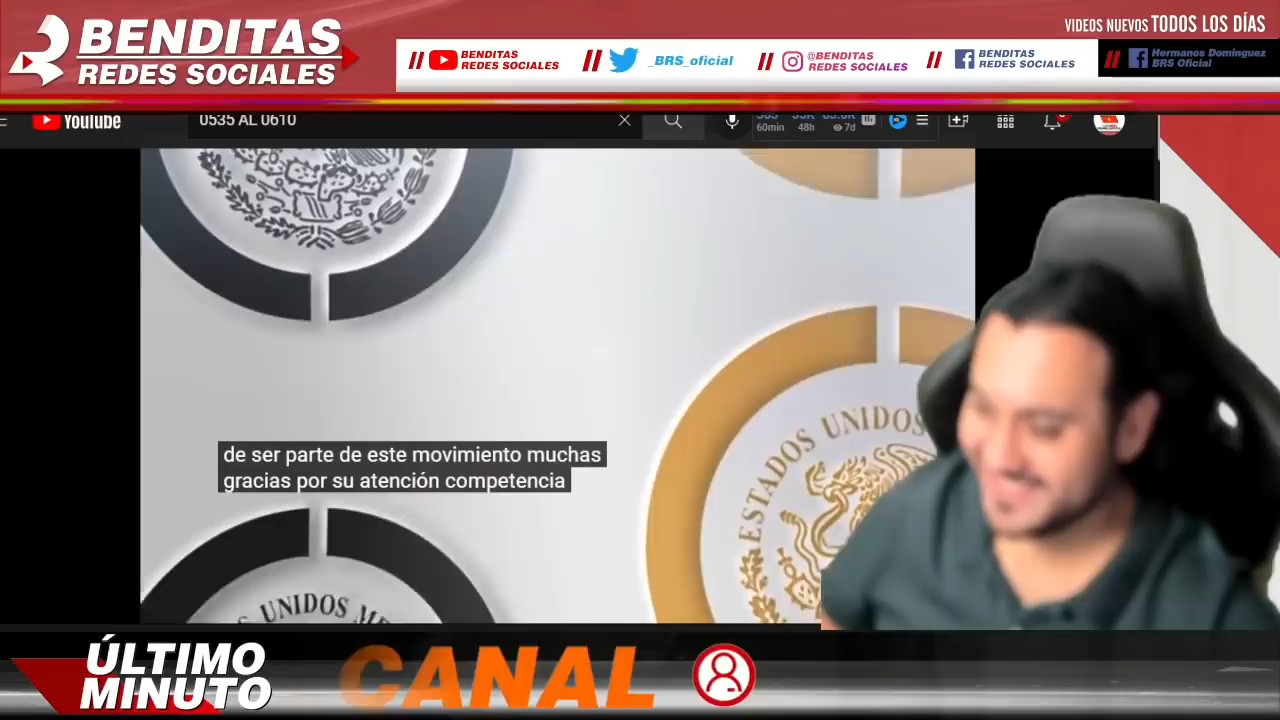 BENDITAS
REDES SOCIALES
VIDEOS NUEVOS TODOS LOS DÍAS
BENDITAS
REDES SOCIALES
_BRS_oficial
@BENDITAS
REDES SOCIALES
BENDITAS
REDES SOCIALES
Hermanos Dominguez
BRS Oficial
YouTube
0535 AL 0610
60min
48h
7d
ESTADOS UNIDOS
de ser parte de este movimiento muchas
gracias por su atención competencia
UNIDOS
ÚLTIMO
MINUTO
CANAL